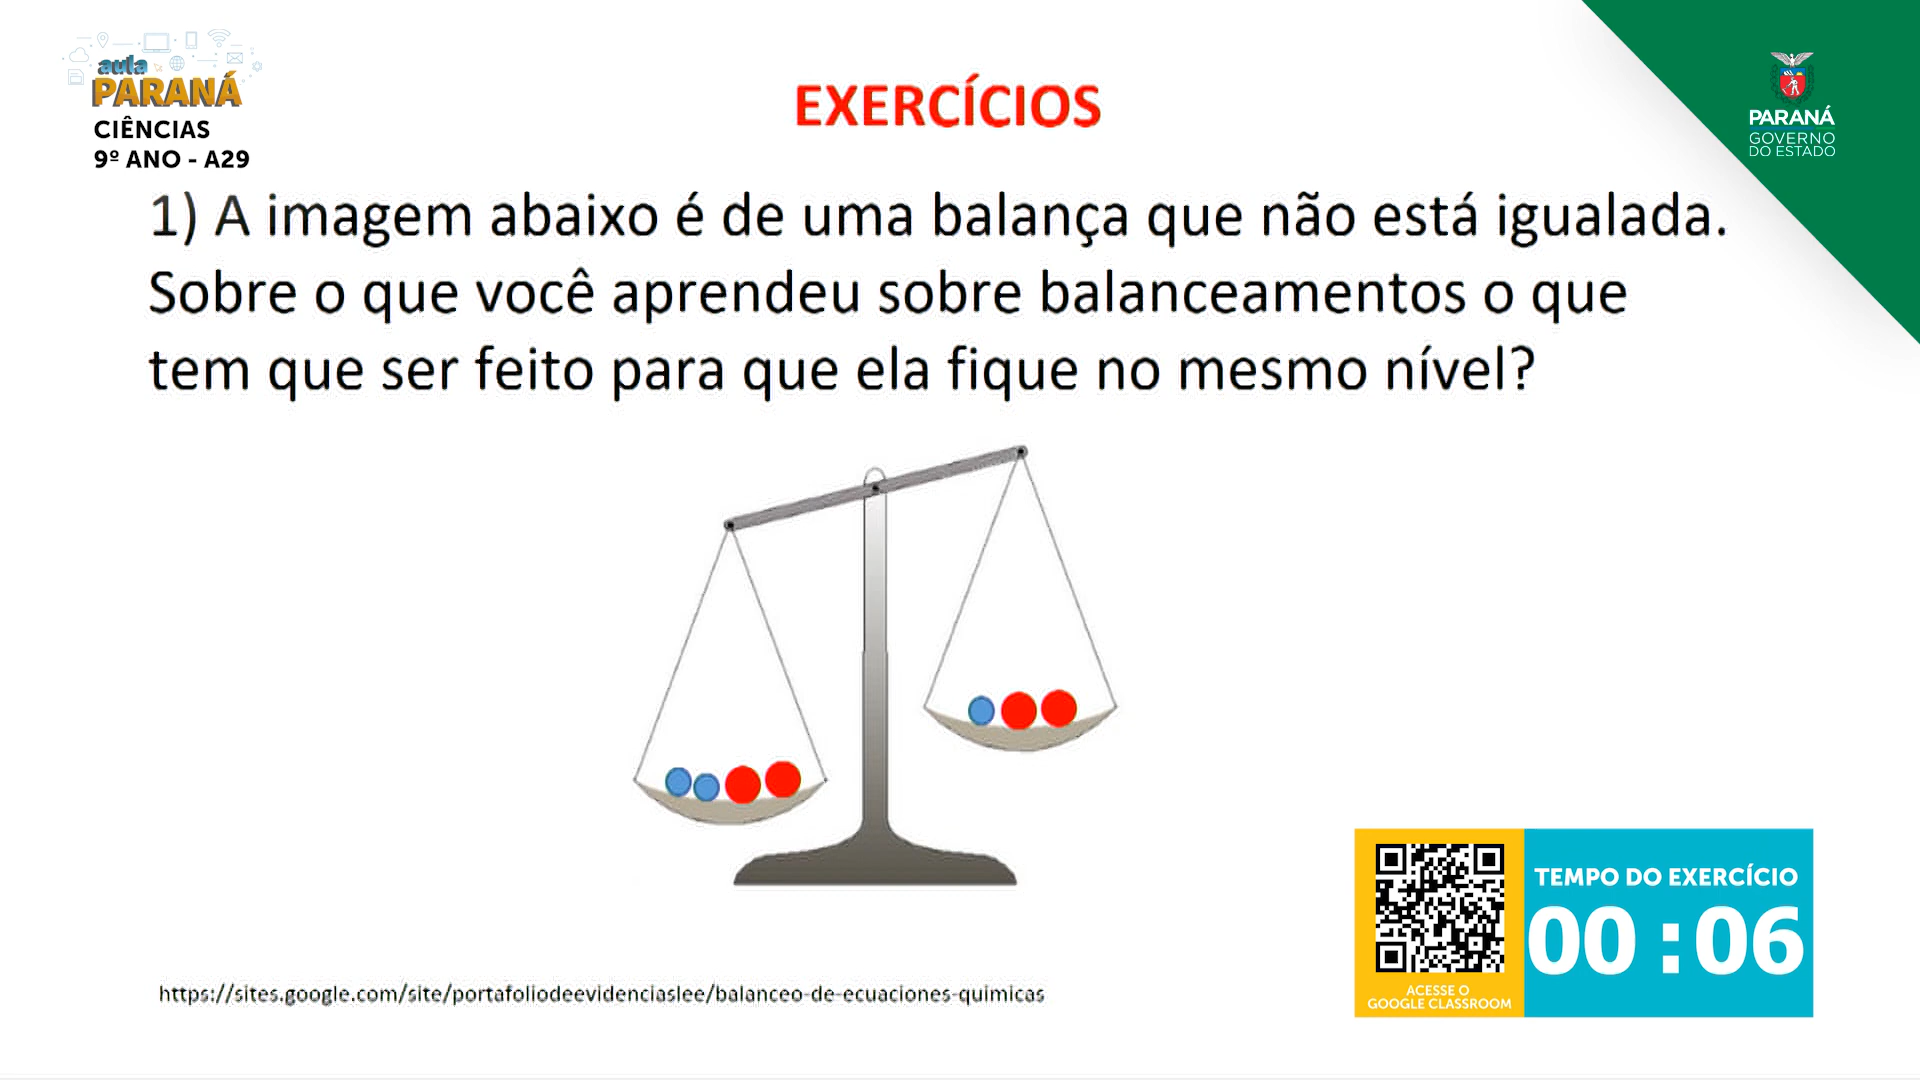 aula
PARANÁ
CIÊNCIAS
9º ANO - A29
EXERCÍCIOS
PARANÁ
GOVERNO
DO ESTADO
1) A imagem abaixo é de uma balança que não está igualada.
Sobre o que você aprendeu sobre balanceamentos o que
tem que ser feito para que ela fique no mesmo nível?
TEMPO DO EXERCÍCIO
00:06
ACESSE O
GOOGLE CLASSROOM
https://sites.google.com/site/portafoliodeevidenciaslee/balanceo-de-ecuaciones-quimicas